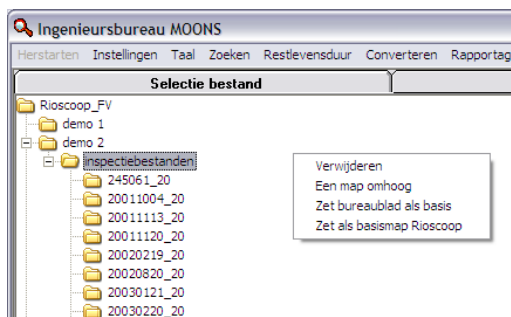 Ingenieursbureau MOONS
Herstarten Instellingen Taal Zoeken Restlevensduur Converteren Rapportag
Selectie bestand
Rioscoop_FV
demo 1
demo 2
inspectiebestanden
245061_20
20011004_20
20011113_20
20011120_20
20020219_20
20020820_20
20030121_20
20030220_20
Verwijderen
Een map omhoog
Zet bureaublad als basis
Zet als basismap Rioscoop